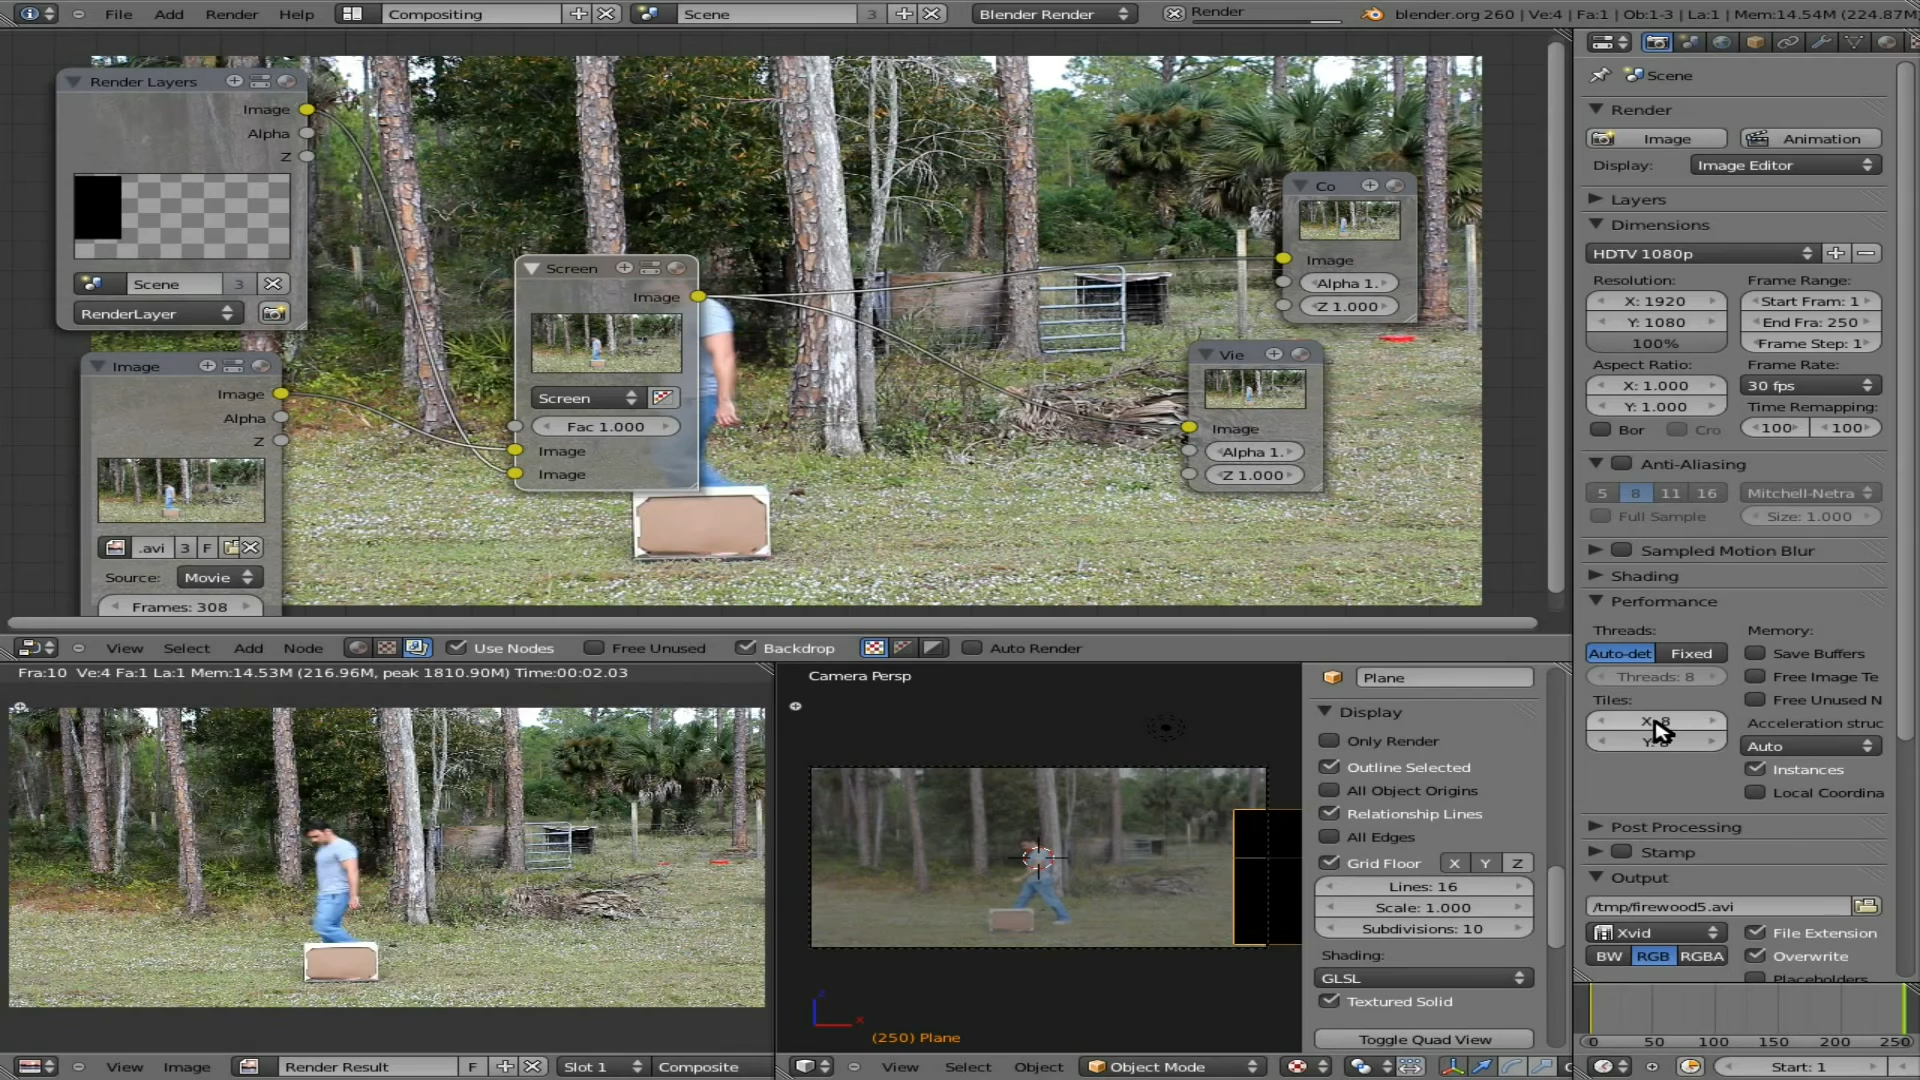 File Add Render Help Compositing Scene 3 Blender Render Render blender.org 260 | Ve:4 | Fa:1 | Ob:1-3 | La:1 | Mem:14.54M (224.87M
Render Layers
Image
Alpha
Z
Scene 3
RenderLayer
Image
Image
Alpha
Z
.avi 3 F
Source: Movie
Frames: 308
Screen
Image
Screen
Fac 1.000
Image
Image
Co
Image
Alpha 1.
Z 1.000
Vie
Image
Alpha 1.
Z 1.000
View Select Add Node Use Nodes Free Unused Backdrop Auto Render
Fra:10 Ve:4 Fa:1 La:1 Mem:14.53M (216.96M, peak 1810.90M) Time:00:02.03
View Image Render Result F Slot 1 Composite
Camera Persp
(250) Plane
View Select Object Object Mode
Plane
Display
Only Render
Outline Selected
All Object Origins
Relationship Lines
All Edges
Grid Floor X Y Z
Lines: 16
Scale: 1.000
Subdivisions: 10
Shading:
GLSL
Textured Solid
Toggle Quad View
Scene
Render
Image Animation
Display: Image Editor
Layers
Dimensions
HDTV 1080p
Resolution: Frame Range:
X: 1920 Start Fram: 1
Y: 1080 End Fra: 250
100% Frame Step: 1
Aspect Ratio: Frame Rate:
X: 1.000 30 fps
Y: 1.000 Time Remapping:
Bor Cro 100 100
Anti-Aliasing
5 8 11 16 Mitchell-Netra
Full Sample Size: 1.000
Sampled Motion Blur
Shading
Performance
Threads: Memory:
Auto-det Fixed Save Buffers
Threads: 8 Free Image Te
Tiles: Free Unused N
X: 8 Acceleration struc
Y: Auto
Instances
Local Coordina
Post Processing
Stamp
Output
/tmp/firewood5.avi
Xvid File Extension
BW RGB RGBA Overwrite
Placeholders
0 50 100 150 200 250
Start: 1